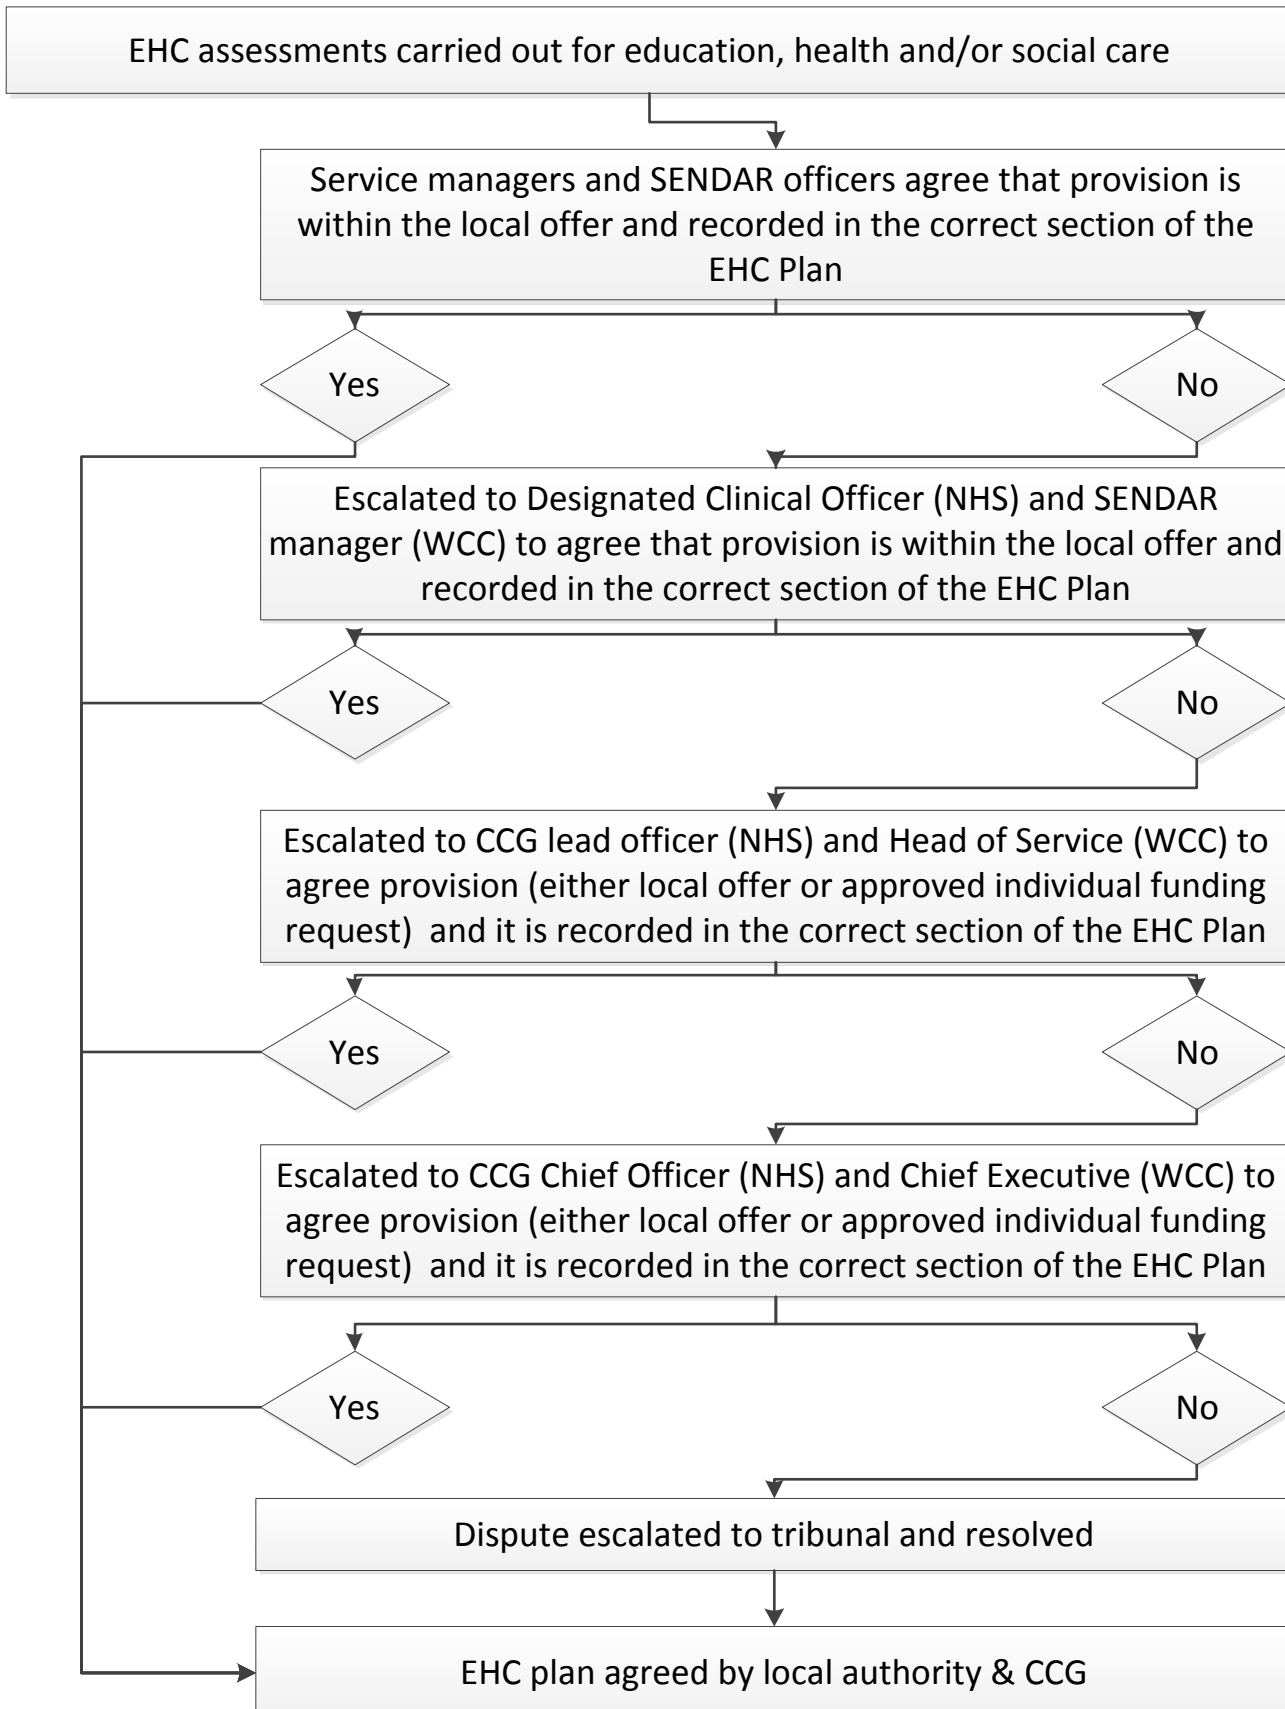 EHC assessments carried out for education, health and/or social care
Service managers and SENDAR officers agree that provision is
within the local offer and recorded in the correct section of the
EHC Plan
Yes
No
Escalated to Designated Clinical Officer (NHS) and SENDAR
manager (WCC) to agree that provision is within the local offer and
recorded in the correct section of the EHC Plan
Yes
No
Escalated to CCG lead officer (NHS) and Head of Service (WCC) to
agree provision (either local offer or approved individual funding
request)  and it is recorded in the correct section of the EHC Plan
Yes
No
Escalated to CCG Chief Officer (NHS) and Chief Executive (WCC) to
agree provision (either local offer or approved individual funding
request)  and it is recorded in the correct section of the EHC Plan
Yes
No
Dispute escalated to tribunal and resolved
EHC plan agreed by local authority & CCG